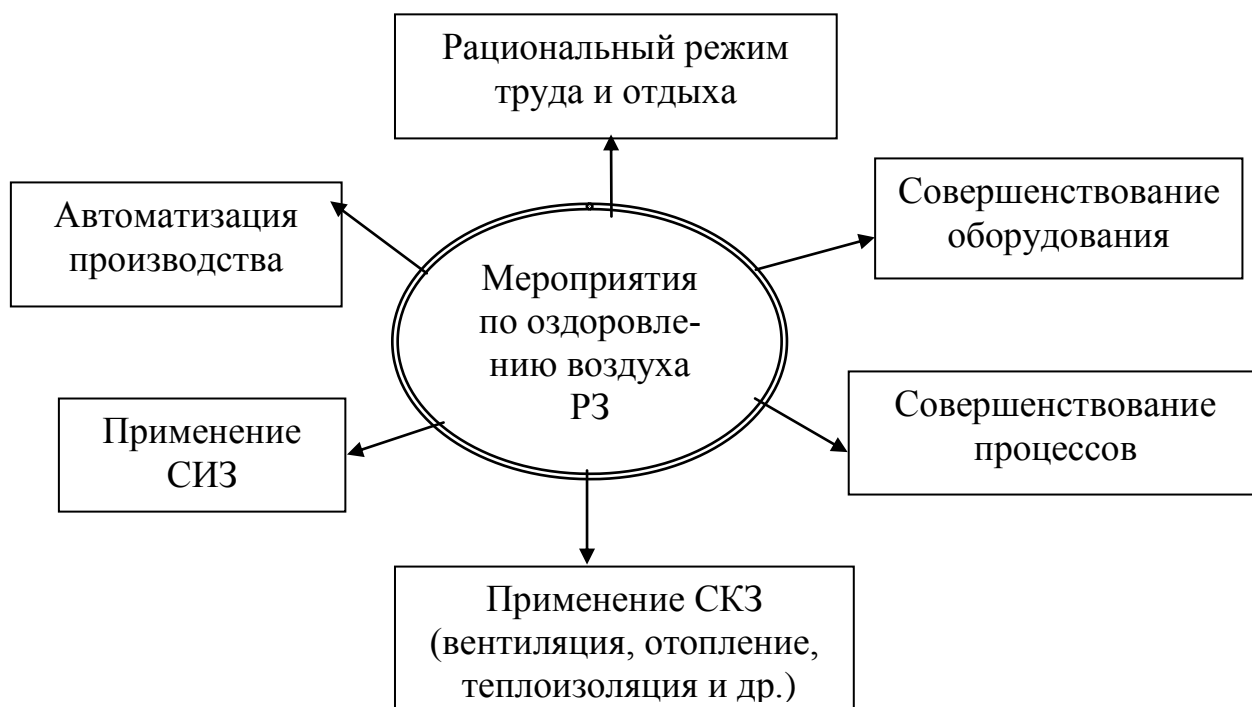 Рациональный режим
труда и отдыха
Автоматизация
производства
Совершенствование
оборудования
Мероприятия
по оздоровле-
нию воздуха
РЗ
Применение
СИЗ
Совершенствование
процессов
Применение СКЗ
(вентиляция, отопление,
теплоизоляция и др.)